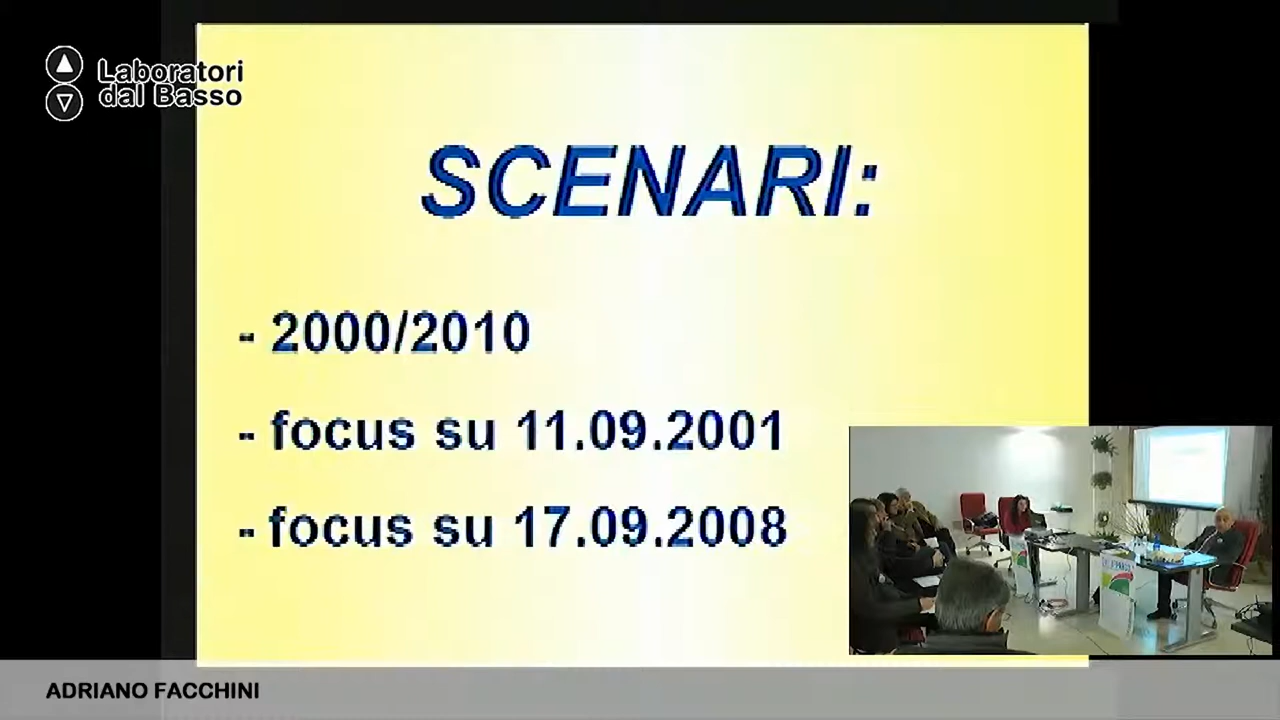 Laboratori
dal Basso
SCENARI:
- 2000/2010
- focus su 11.09.2001
- focus su 17.09.2008
ADRIANO FACCHINI